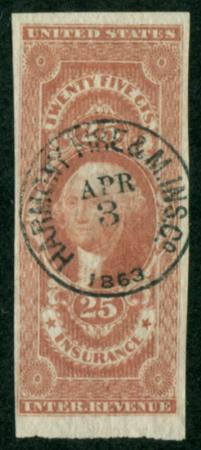 UNITED STATES
TWENTY FIVE CTS
25
HARMONY FIRE & M. INS. CO
APR
3
1863
25
INSURANCE
INTER. REVENUE